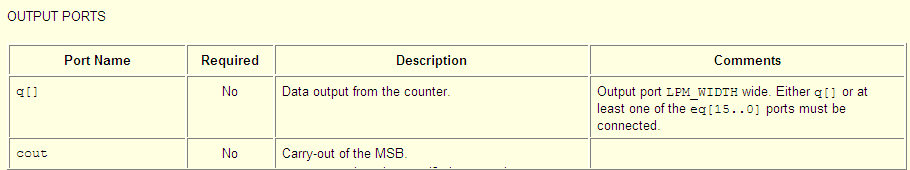 OUTPUT PORTS
Port Name Required Description Comments
q[] No Data output from the counter. Output port LPM_WIDTH wide. Either q[] or at
least one of the eq[15..0] ports must be
connected.
cout No Carry-out of the MSB.